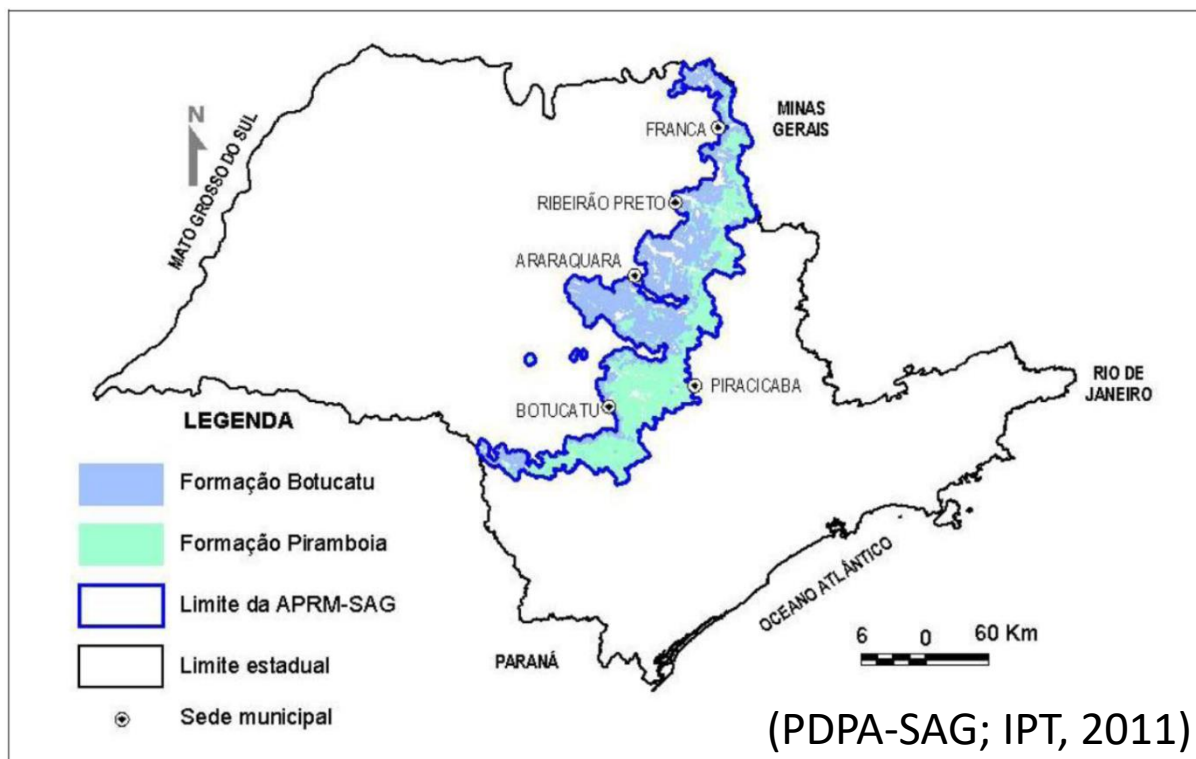 N
MATO GROSSO DO SUL
MINAS
GERAIS
FRANCA
RIBEIRÃO PRETO
ARARAQUARA
PIRACICABA
BOTUCATU
RIO DE
JANEIRO
OCEANO ATLÂNTICO
PARANÁ
6 0 60 Km
LEGENDA
Formação Botucatu
Formação Piramboia
Limite da APRM-SAG
Limite estadual
Sede municipal
(PDPA-SAG; IPT, 2011)